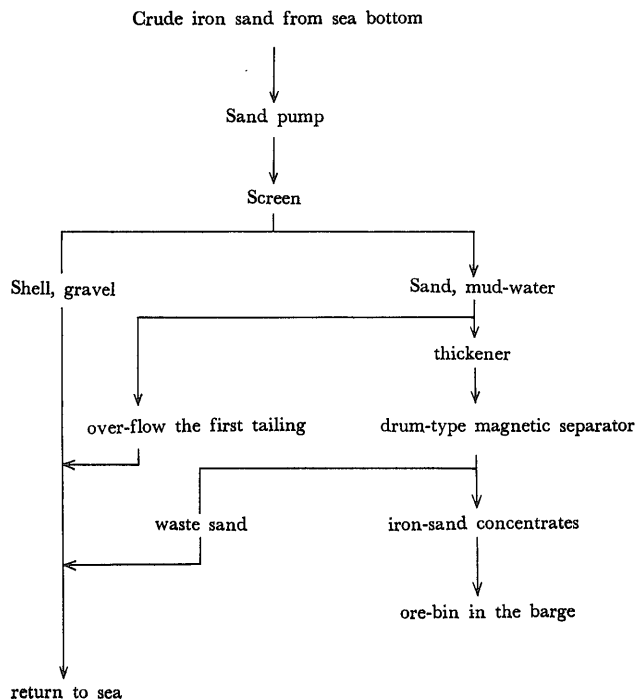 Crude iron sand from sea bottom
Sand pump
Screen
Shell, gravel
Sand, mud-water
thickener
over-flow the first tailing
drum-type magnetic separator
waste sand
iron-sand concentrates
ore-bin in the barge
return to sea